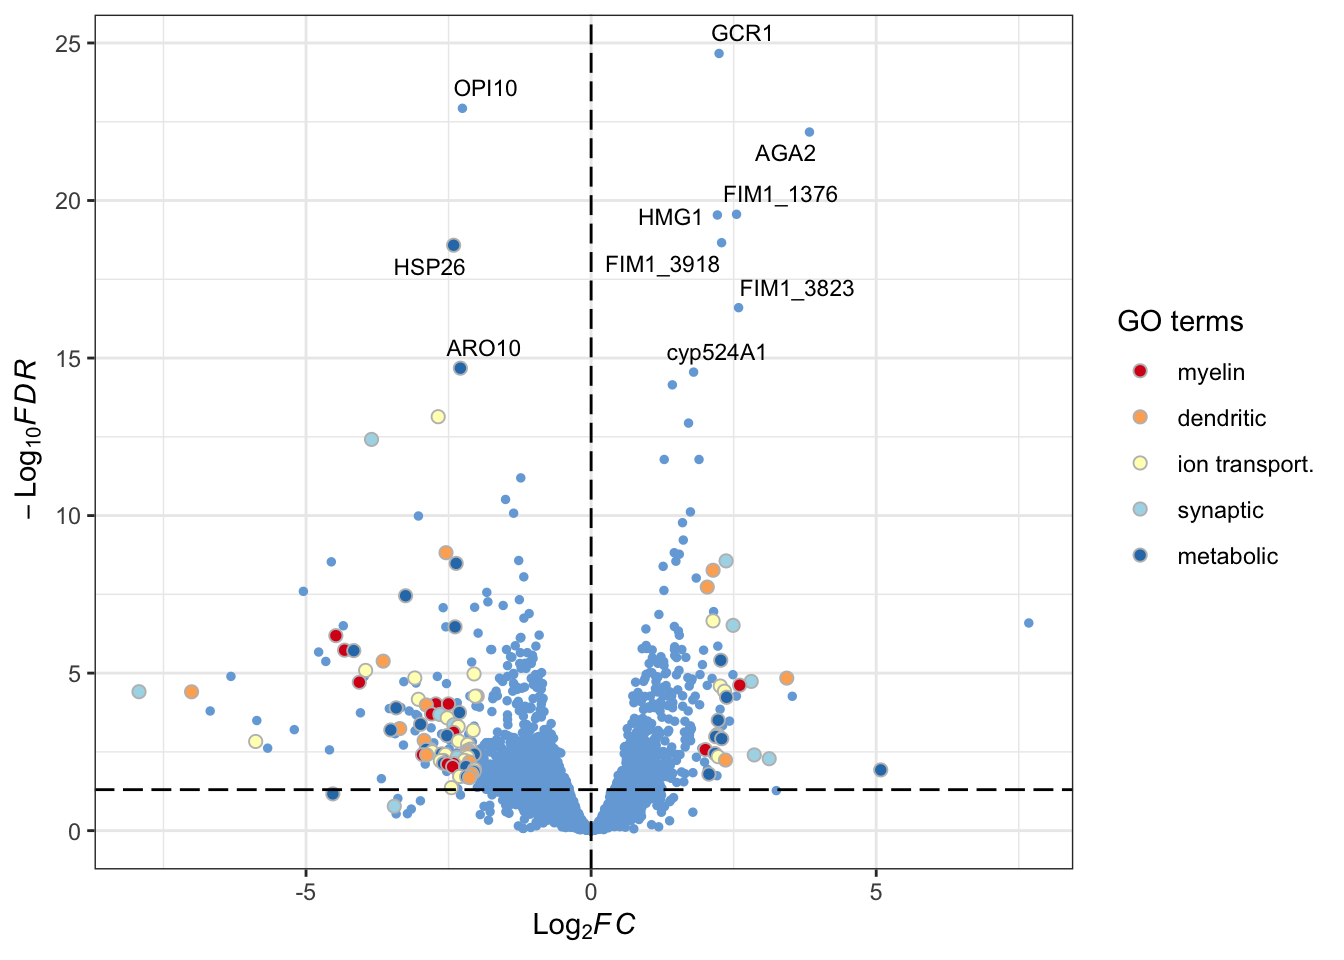 GCR1
OPI10
AGA2
FIM1_1376
HMG1
FIM1_3918
HSP26
FIM1_3823
ARO10
cyp524A1
25
20
15
10
5
0
−Log₁₀FDR
-5
0
5
Log₂FC
GO terms
myelin
dendritic
ion transport.
synaptic
metabolic